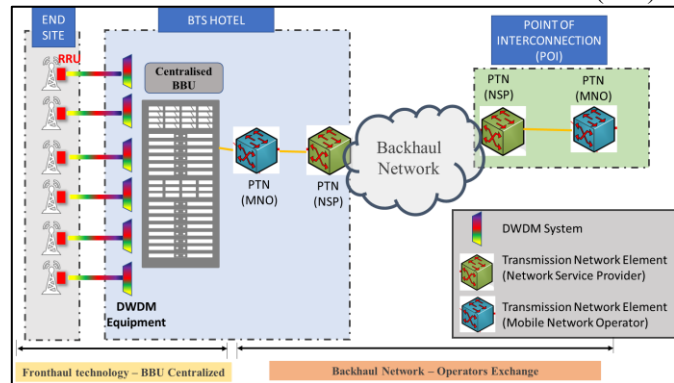 END
SITE
BTS HOTEL
POINT OF
INTERCONNECTION
(POI)
RRU
Centralised
BBU
PTN
(MNO)
PTN
(NSP)
Backhaul
Network
PTN
(NSP)
PTN
(MNO)
DWDM
Equipment
DWDM System
Transmission Network Element
(Network Service Provider)
Transmission Network Element
(Mobile Network Operator)
Fronthaul technology – BBU Centralized
Backhaul Network – Operators Exchange